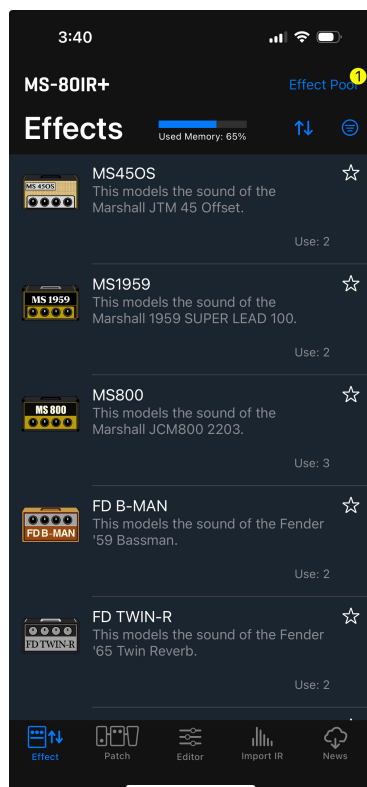 3:40
MS-80IR+
Effect Pool
1
Effects
Used Memory: 65%
MS 45OS
MS45OS
This models the sound of the
Marshall JTM 45 Offset.
Use: 2
MS 1959
MS1959
This models the sound of the
Marshall 1959 SUPER LEAD 100.
Use: 2
MS 800
MS800
This models the sound of the
Marshall JCM800 2203.
Use: 3
FD B-MAN
FD B-MAN
This models the sound of the Fender
'59 Bassman.
Use: 2
FD TWIN-R
FD TWIN-R
This models the sound of the Fender
'65 Twin Reverb.
Use: 2
Effect
Patch
Editor
Import IR
News